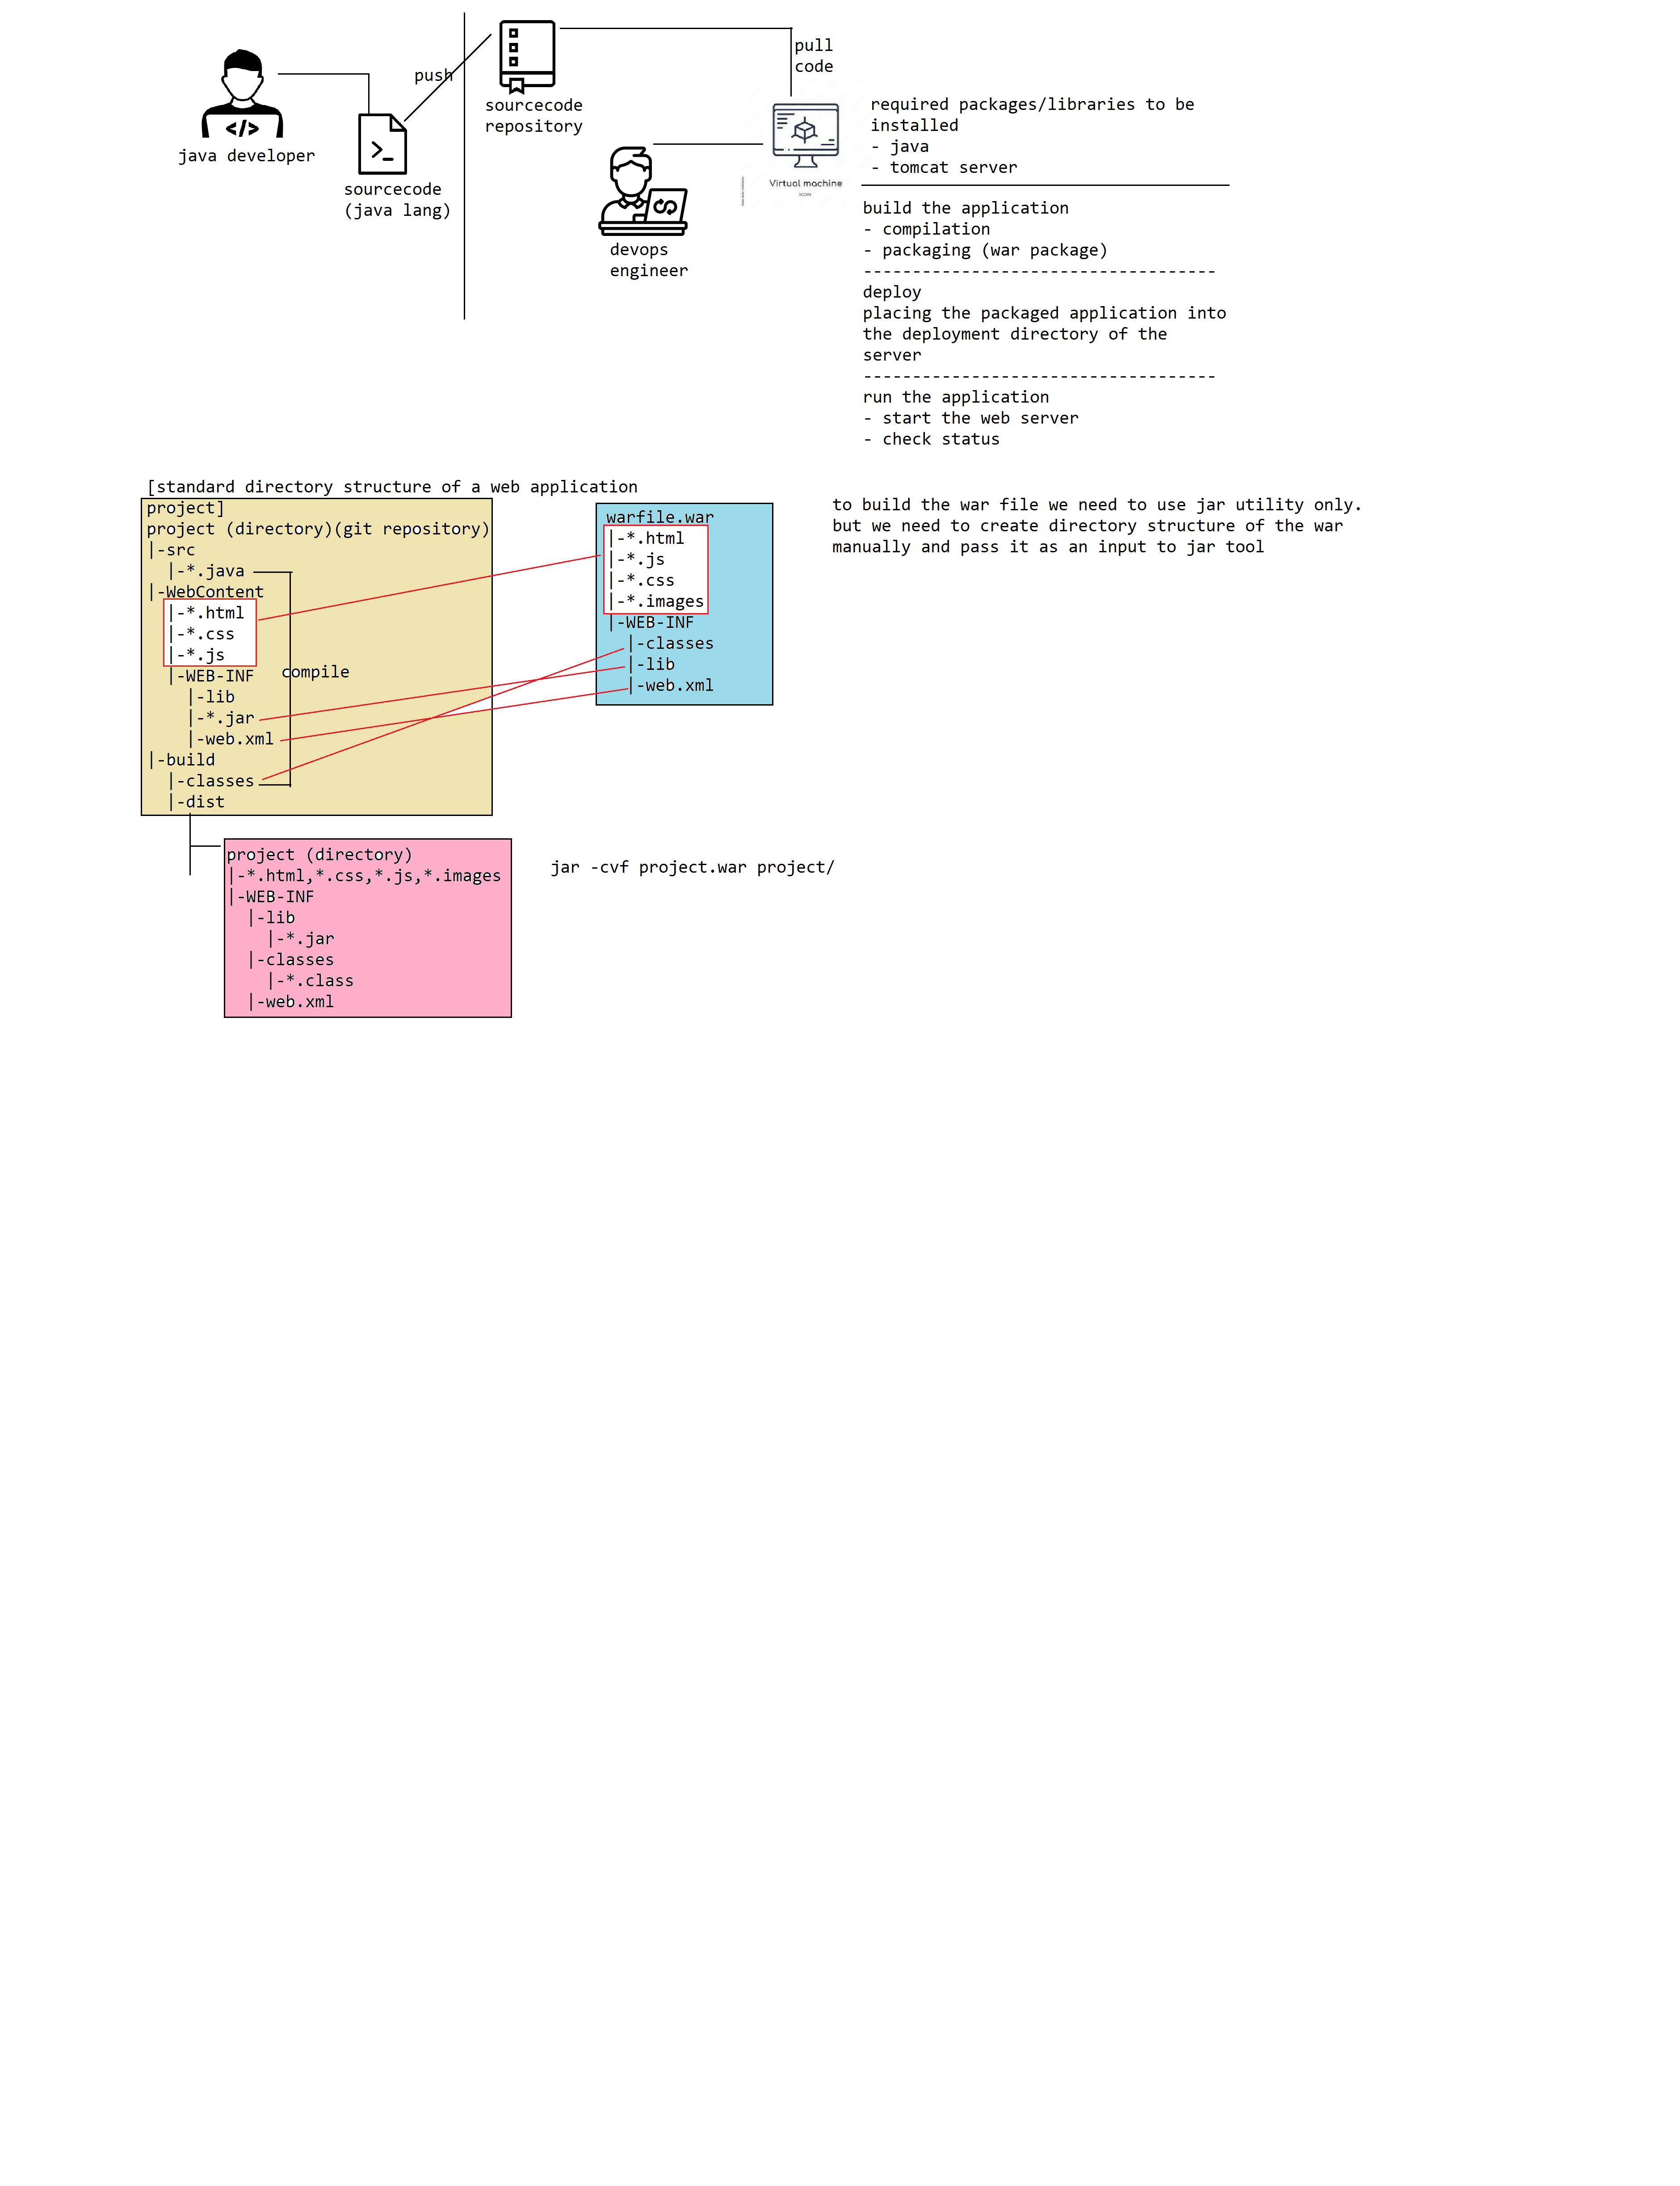 java developer
sourcecode
(java lang)
push
sourcecode
repository
pull
code
Virtual machine
ICON
devops
engineer
required packages/libraries to be
installed
- java
- tomcat server
build the application
- compilation
- packaging (war package)
------------------------------------
deploy
placing the packaged application into
the deployment directory of the
server
------------------------------------
run the application
- start the web server
- check status
[standard directory structure of a web application
project]
project (directory)(git repository)
|-src
|-*.java
|-WebContent
|-*.html
|-*.css
|-*.js
|-WEB-INF
|-lib
|-*.jar
|-web.xml
|-build
|-classes
|-dist
compile
warfile.war
|-*.html
|-*.js
|-*.css
|-*.images
|-WEB-INF
|-classes
|-lib
|-web.xml
to build the war file we need to use jar utility only.
but we need to create directory structure of the war
manually and pass it as an input to jar tool
project (directory)
|-*.html,*.css,*.js,*.images
|-WEB-INF
|-lib
|-*.jar
|-classes
|-*.class
|-web.xml
jar -cvf project.war project/